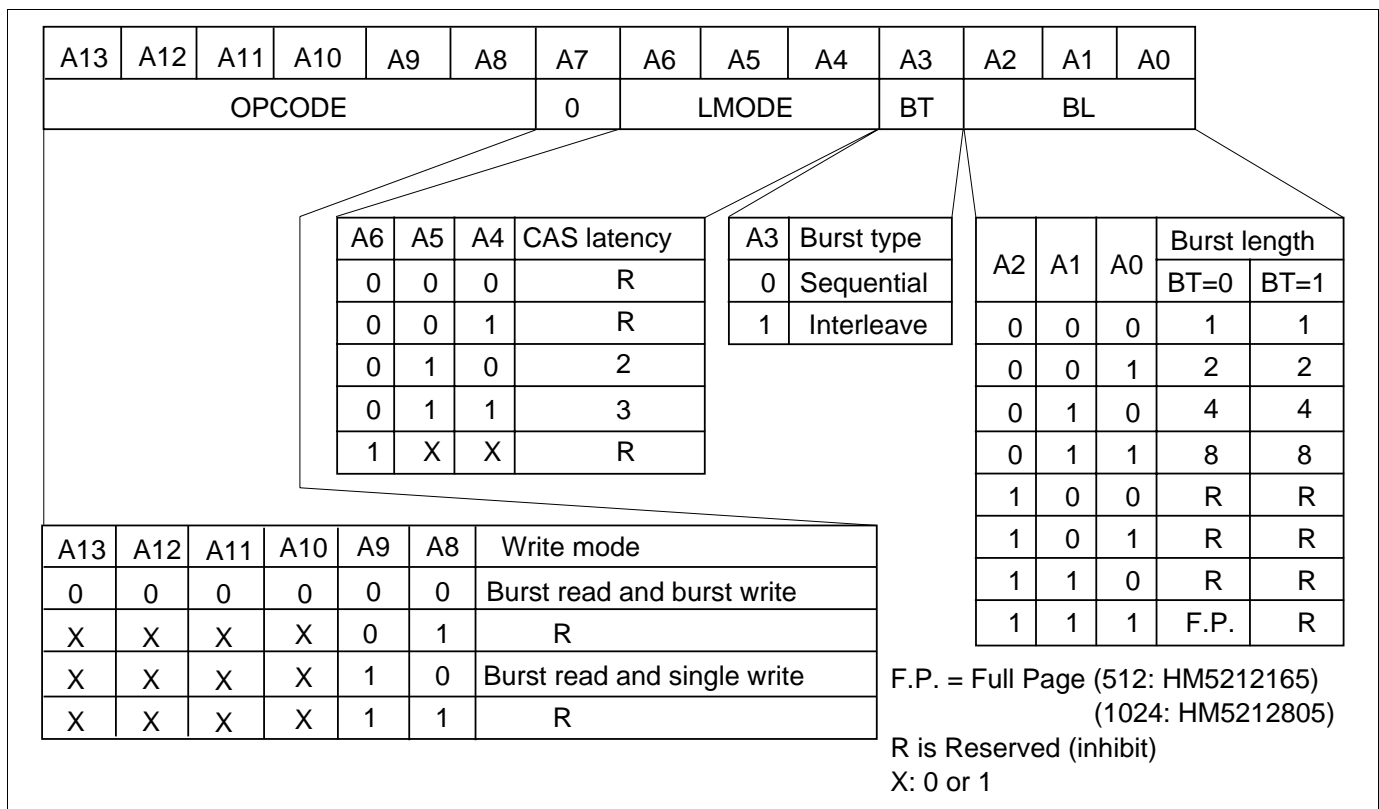 A13 A12 A11 A10 A9 A8 A7 A6 A5 A4 A3 A2 A1 A0
OPCODE 0 LMODE BT BL
A6 A5 A4 CAS latency
0 0 0 R
0 0 1 R
0 1 0 2
0 1 1 3
1 X X R
A3 Burst type
0 Sequential
1 Interleave
A2 A1 A0 Burst length
BT=0 BT=1
0 0 0 1 1
0 0 1 2 2
0 1 0 4 4
0 1 1 8 8
1 0 0 R R
1 0 1 R R
1 1 0 R R
1 1 1 F.P. R
A13 A12 A11 A10 A9 A8 Write mode
0 0 0 0 0 0 Burst read and burst write
X X X X 0 1 R
X X X X 1 0 Burst read and single write
X X X X 1 1 R
F.P. = Full Page (512: HM5212165)
(1024: HM5212805)
R is Reserved (inhibit)
X: 0 or 1